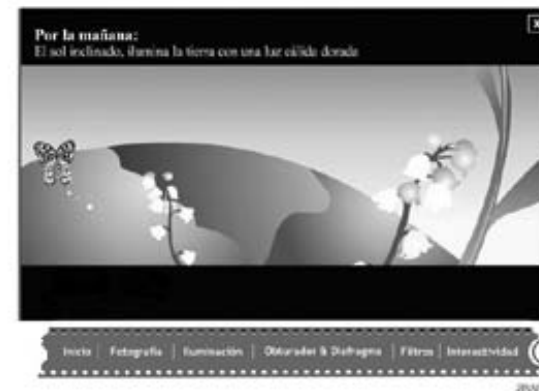 Por la mañana:
El sol inclinado, ilumina la tierra con una luz cálida dorada
Inicio | Fotografía | Iluminación | Obturador & Diafragma | Filtros | Interactividad